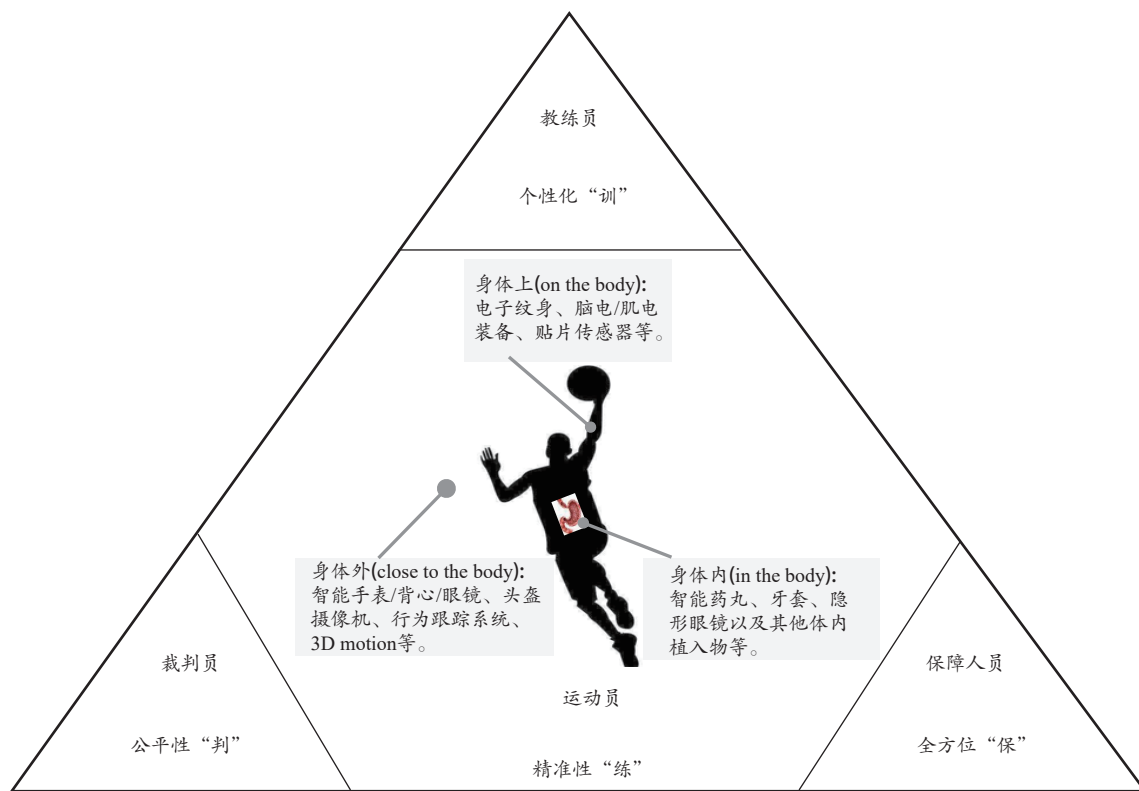 教练员
个性化“训”
身体上(on the body):
电子纹身、脑电/肌电
装备、贴片传感器等。
身体外(close to the body):
智能手表/背心/眼镜、头盔
摄像机、行为跟踪系统、
3D motion等。
身体内(in the body):
智能药丸、牙套、隐
形眼镜以及其他体内
植入物等。
裁判员
公平性“判”
运动员
精准性“练”
保障人员
全方位“保”